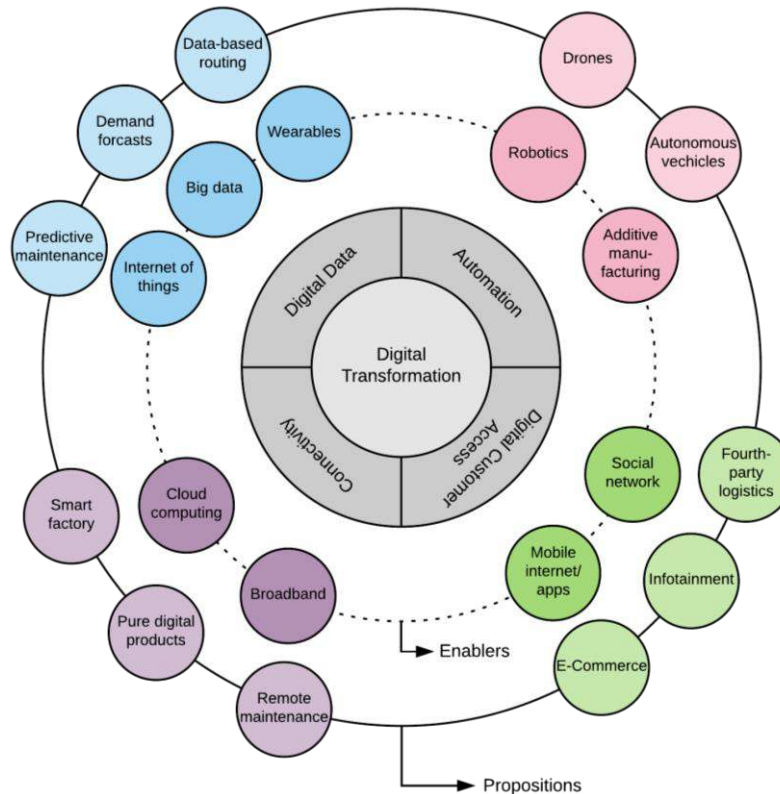 Data-based
routing
Drones
Demand
forcasts
Wearables
Robotics
Autonomous
vechicles
Big data
Predictive
maintenance
Internet of
things
Additive
manu-
facturing
Digital Data
Automation
Digital
Transformation
Connectivity
Digital Customer
Access
Social
network
Fourth-
party
logistics
Cloud
computing
Smart
factory
Mobile
internet/
apps
Infotainment
Broadband
Pure digital
products
Enablers
E-Commerce
Remote
maintenance
Propositions